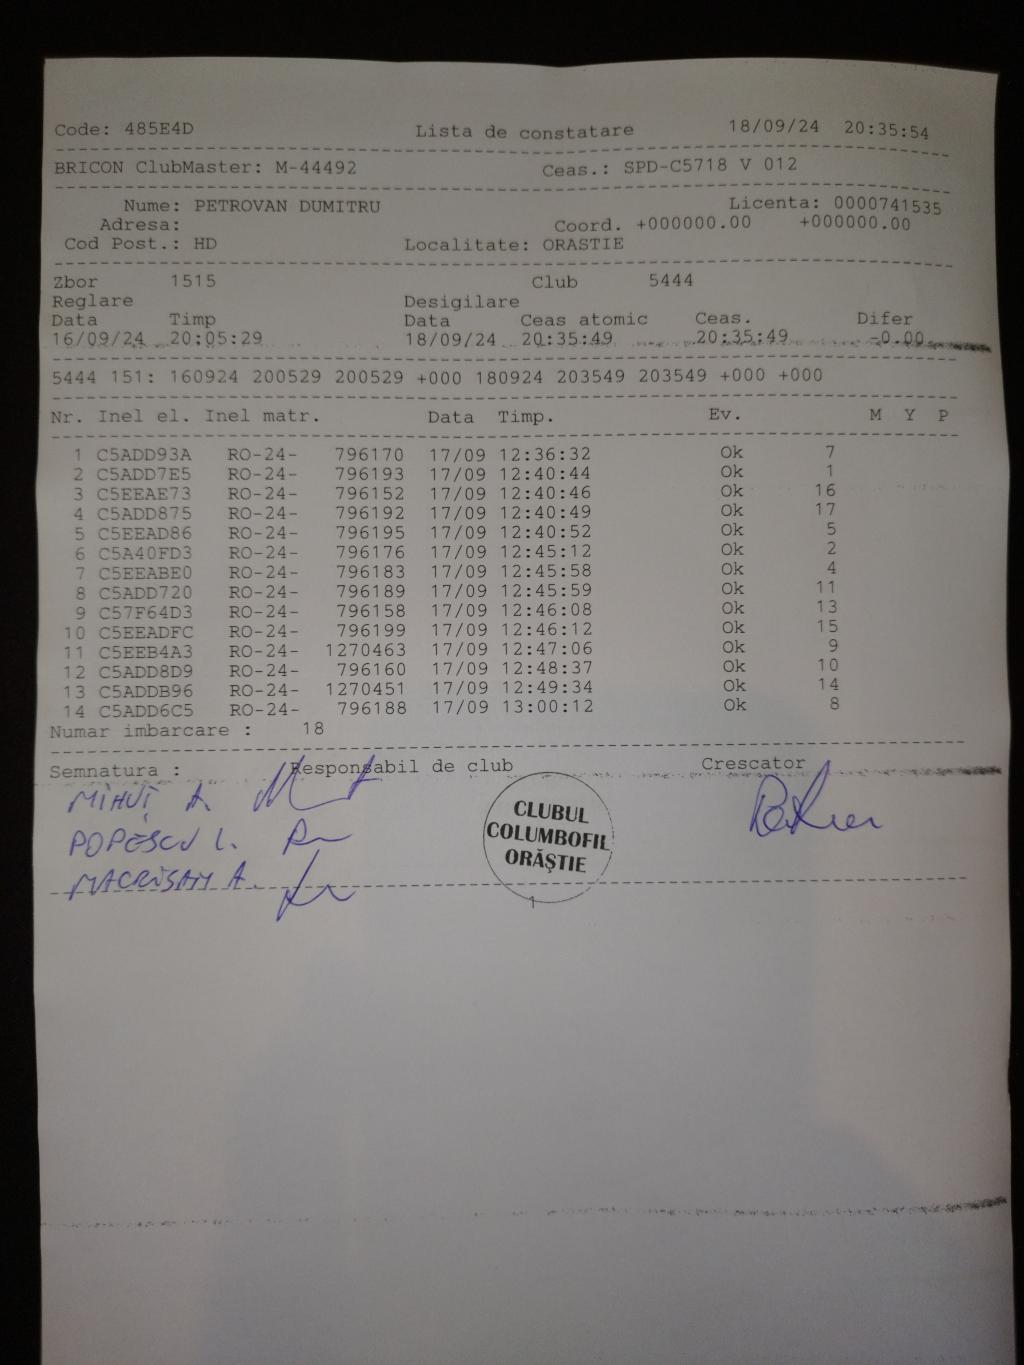 Code: 485E4D Lista de constatare 18/09/24 20:35:54
BRICON ClubMaster: M-44492 Ceas.: SPD-C5718 V 012
Nume: PETROVAN DUMITRU Licenta: 0000741535
Adresa: Coord. +000000.00 +000000.00
Cod Post.: HD Localitate: ORASTIE
Zbor 1515 Club 5444
Reglare Desigilare
Data Timp Data Ceas atomic Ceas. Difer
16/09/24 20:05:29 18/09/24 20:35:49 20:35:49 -0.00
5444 151: 160924 200529 200529 +000 180924 203549 203549 +000 +000
Nr. Inel el. Inel matr. Data Timp. Ev. M Y P
1 C5ADD93A RO-24- 796170 17/09 12:36:32 Ok 7
2 C5ADD7E5 RO-24- 796193 17/09 12:40:44 Ok 1
3 C5EEAE73 RO-24- 796152 17/09 12:40:46 Ok 16
4 C5ADD875 RO-24- 796192 17/09 12:40:49 Ok 17
5 C5EEAD86 RO-24- 796195 17/09 12:40:52 Ok 5
6 C5A40FD3 RO-24- 796176 17/09 12:45:12 Ok 2
7 C5EEABE0 RO-24- 796183 17/09 12:45:58 Ok 4
8 C5ADD720 RO-24- 796189 17/09 12:45:59 Ok 11
9 C57F64D3 RO-24- 796158 17/09 12:46:08 Ok 13
10 C5EEADFC RO-24- 796199 17/09 12:46:12 Ok 15
11 C5EEB4A3 RO-24- 1270463 17/09 12:47:06 Ok 9
12 C5ADD8D9 RO-24- 796160 17/09 12:48:37 Ok 10
13 C5ADDB96 RO-24- 1270451 17/09 12:49:34 Ok 14
14 C5ADD6C5 RO-24- 796188 17/09 13:00:12 Ok 8
Numar imbarcare : 18
Semnatura : Responsabil de club Crescator
MIHUȚ A.
POPESCU L.
MACRISAM A.
CLUBUL
COLUMBOFIL
ORĂŞTIE
1